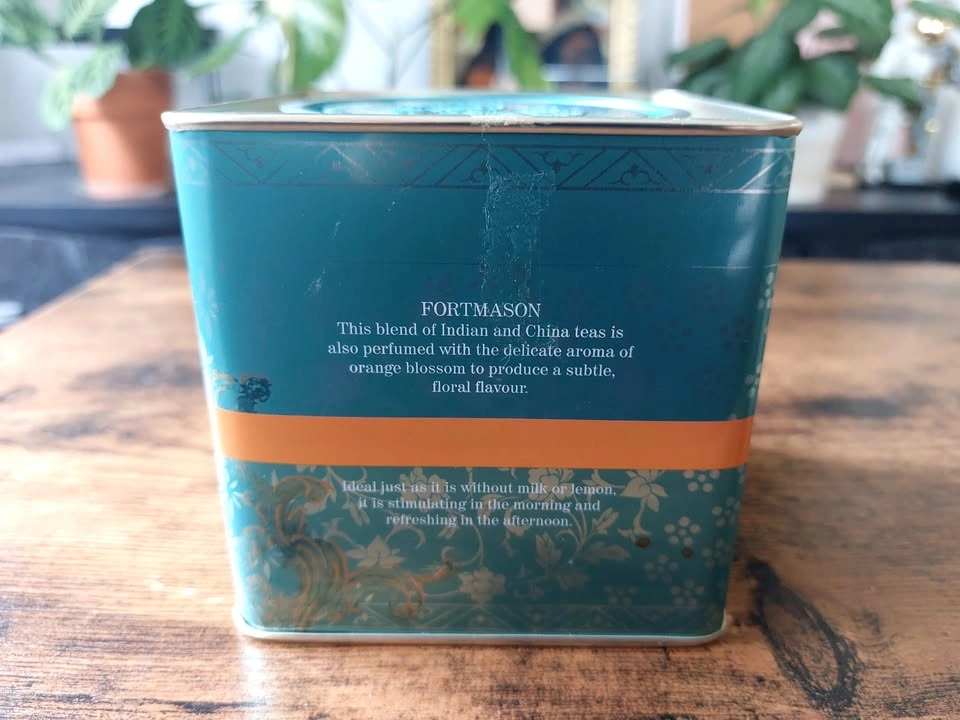 FORTMASON
This blend of Indian and China teas is
also perfumed with the delicate aroma of
orange blossom to produce a subtle,
floral flavour.
Ideal just as it is without milk or lemon,
it is stimulating in the morning and
refreshing in the afternoon.